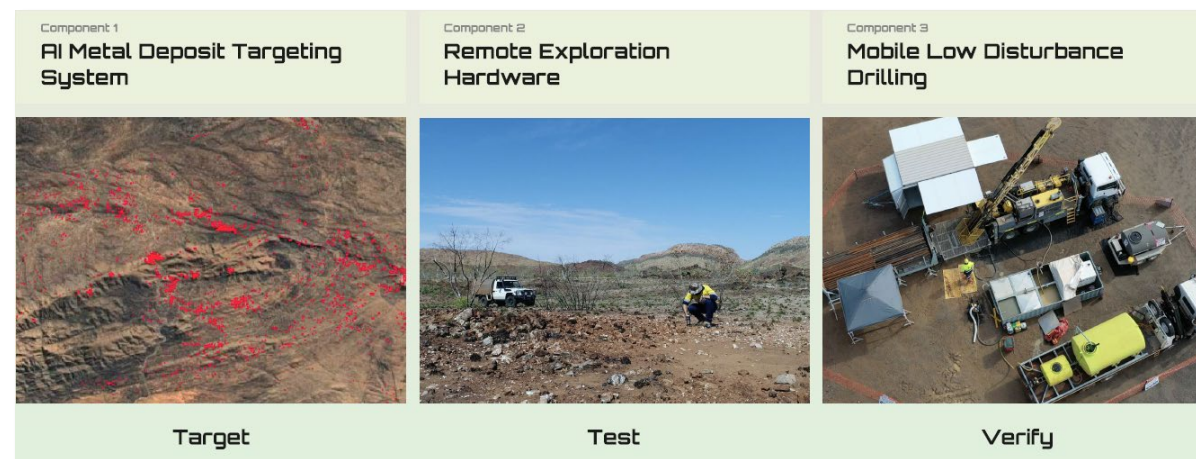 Component 1
AI Metal Deposit Targeting
System
Component 2
Remote Exploration
Hardware
Component 3
Mobile Low Disturbance
Drilling
Target
Test
Verify